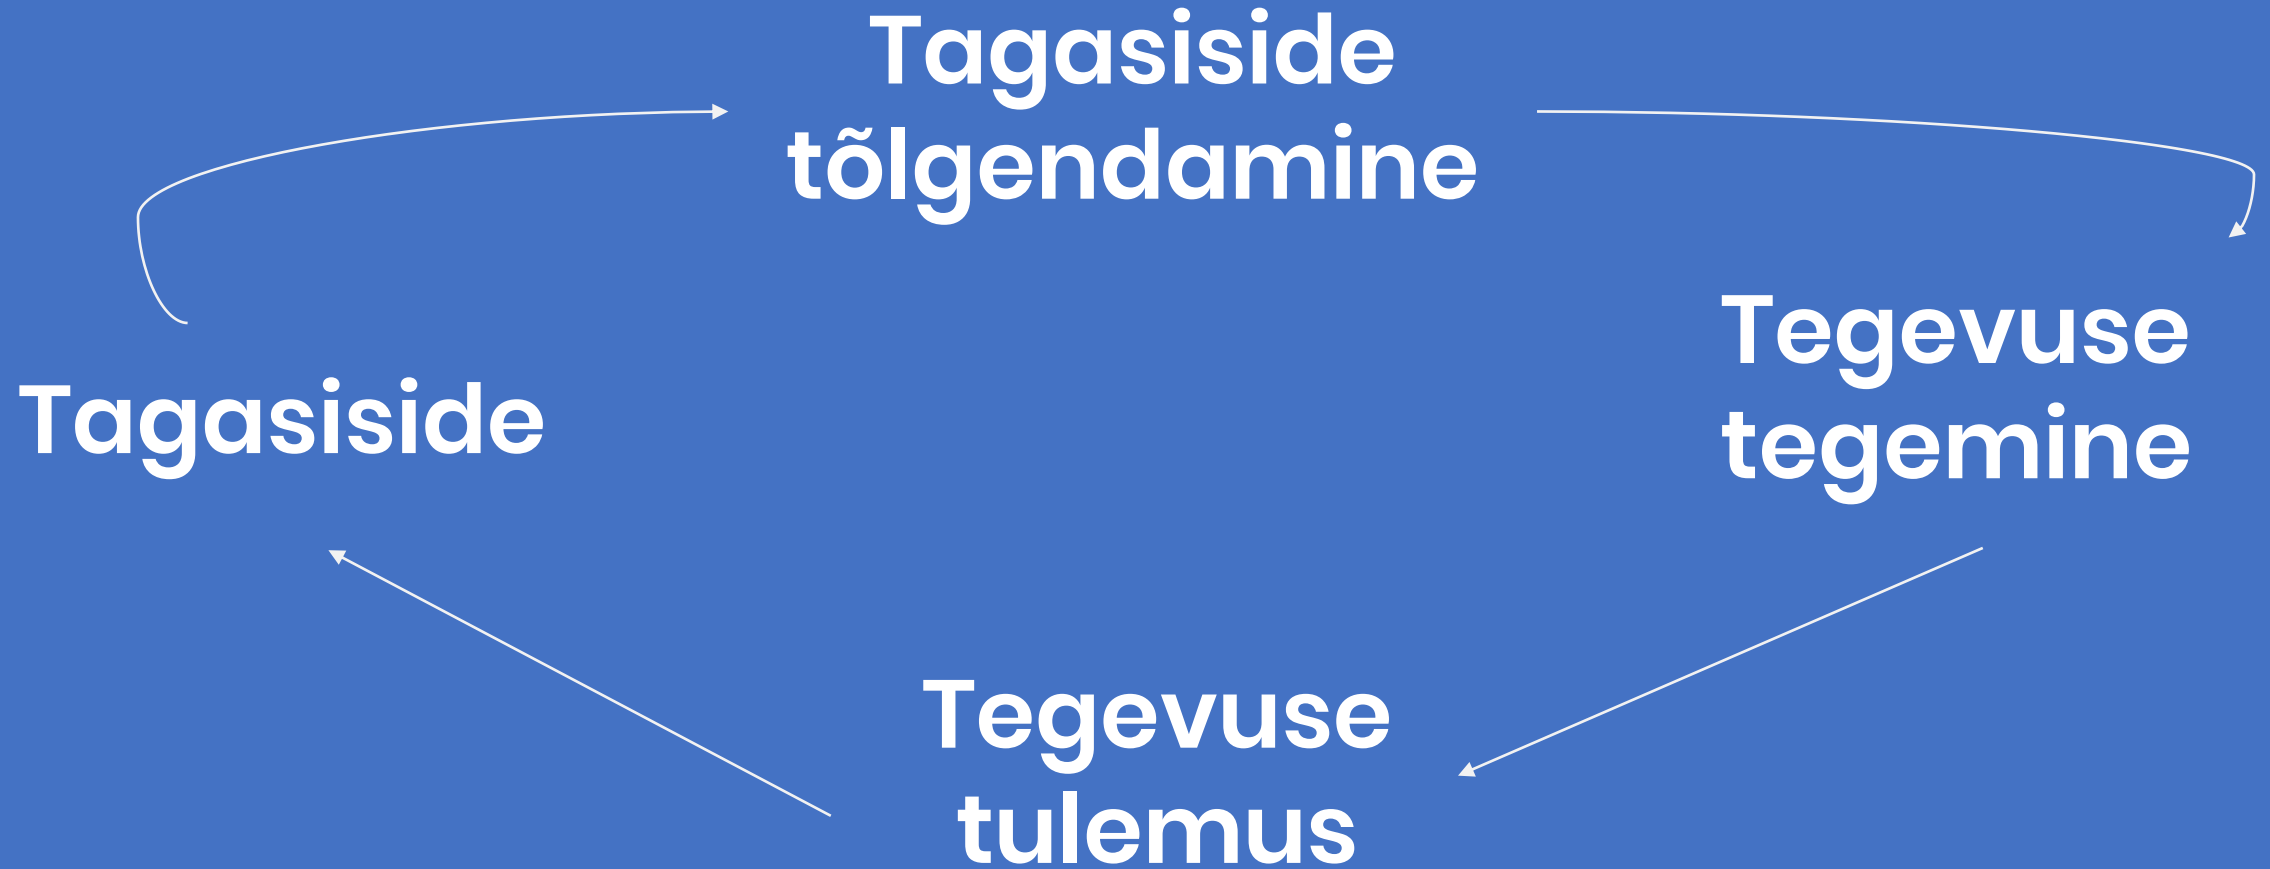 Tagasiside
tõlgendamine
Tegevuse
tegemine
Tagasiside
Tegevuse
tulemus